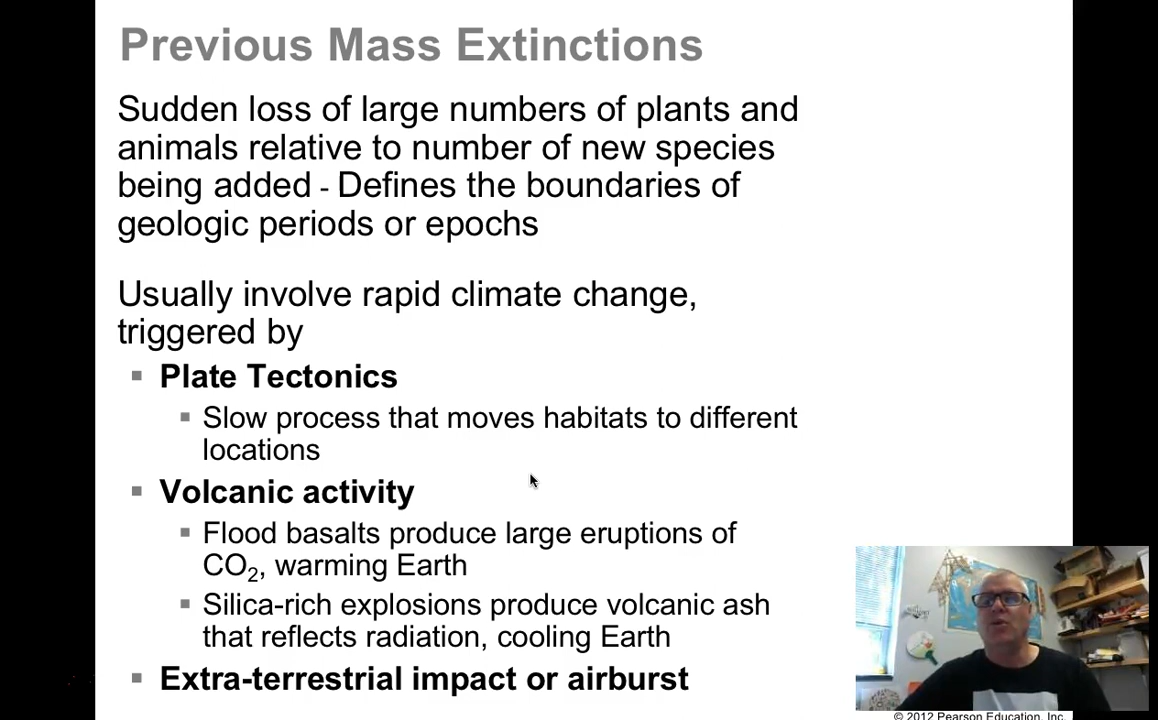 Previous Mass Extinctions
Sudden loss of large numbers of plants and
animals relative to number of new species
being added - Defines the boundaries of
geologic periods or epochs
Usually involve rapid climate change,
triggered by
▪ Plate Tectonics
▪ Slow process that moves habitats to different
locations
▪ Volcanic activity
▪ Flood basalts produce large eruptions of
CO₂, warming Earth
▪ Silica-rich explosions produce volcanic ash
that reflects radiation, cooling Earth
▪ Extra-terrestrial impact or airburst
© 2012 Pearson Education, Inc.